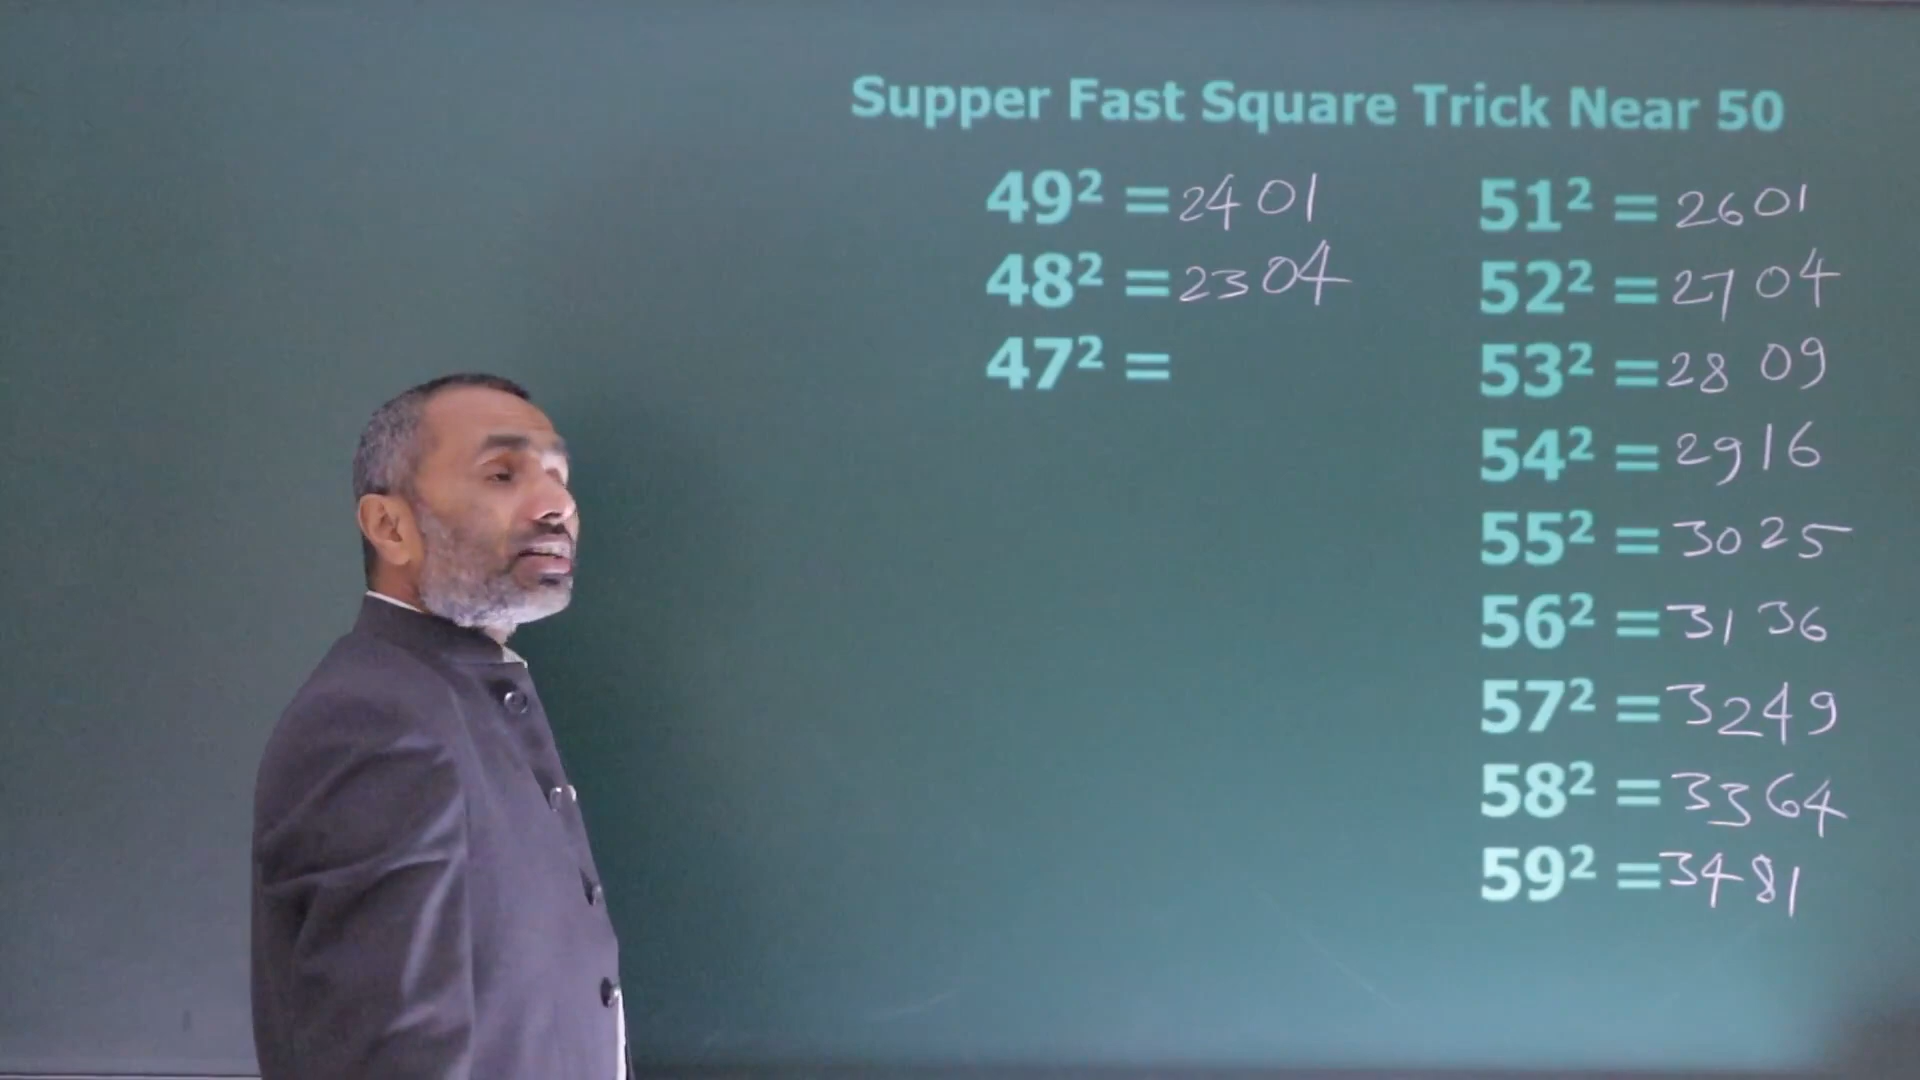 Supper Fast Square Trick Near 50
49² = 2401
48² = 2304
47² =
51² = 2601
52² = 2704
53² = 2809
54² = 2916
55² = 3025
56² = 3136
57² = 3249
58² = 3364
59² = 3481